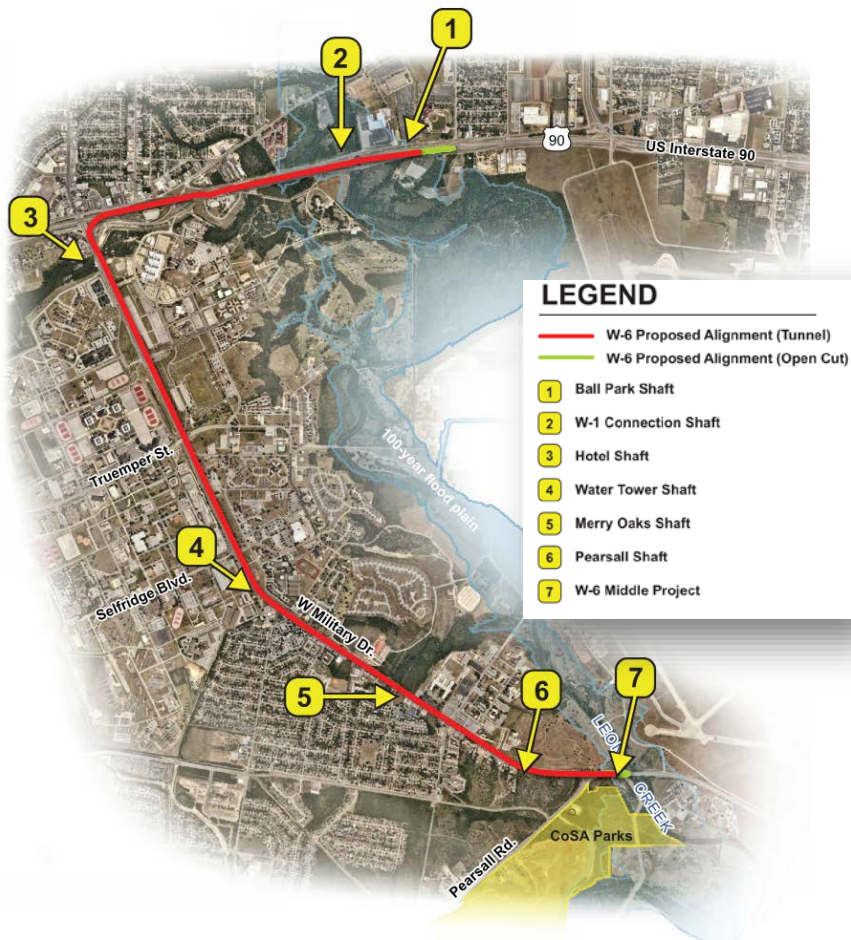 1
2
90
US Interstate 90
3
LEGEND
W-6 Proposed Alignment (Tunnel)
W-6 Proposed Alignment (Open Cut)
1 Ball Park Shaft
2 W-1 Connection Shaft
3 Hotel Shaft
4 Water Tower Shaft
5 Merry Oaks Shaft
6 Pearsall Shaft
7 W-6 Middle Project
Truemper St.
100-year flood plain
4
Selfridge Blvd.
W Military Dr.
5
6
7
LEON
CREEK
CoSA Parks
Pearsall Rd.